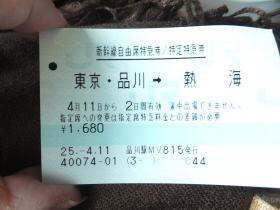 新幹線自由席特急券/特定特急券
東京・品川 → 熱海
4月11日から 2日間有効 途中出場できません。
指定席への変更は指定席特急料金との差額が必要
¥1,680
25.-4.11 品川駅MV815発行
40074-01 (3- ) C44